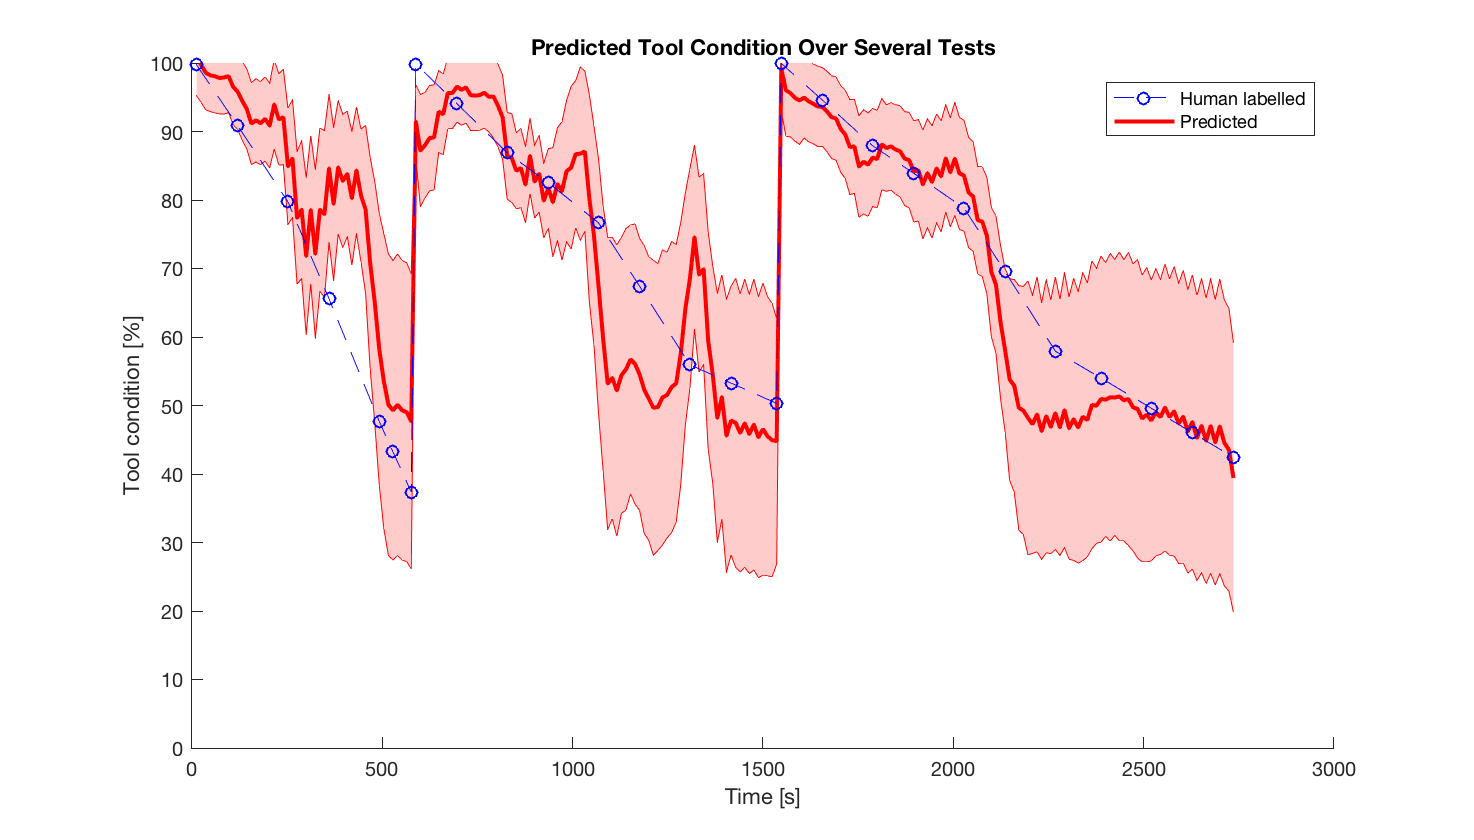 Predicted Tool Condition Over Several Tests
Human labelled
Predicted
Tool condition [%]
100
90
80
70
60
50
40
30
20
10
0
0 500 1000 1500 2000 2500 3000
Time [s]